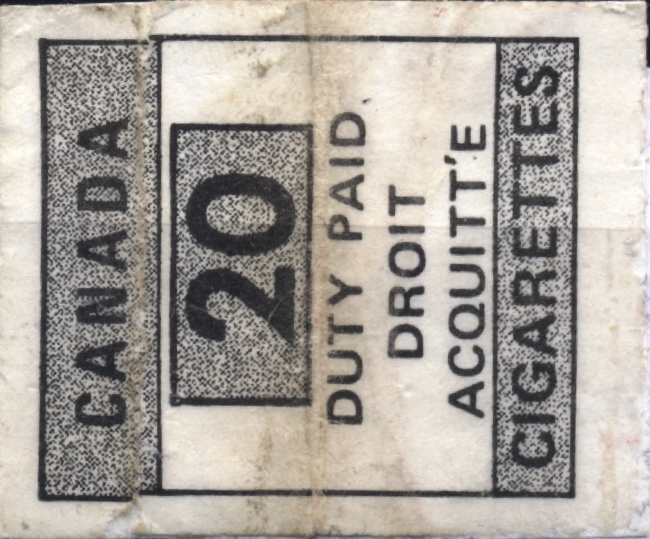 CANADA
20
DUTY PAID
DROIT
ACQUITT'E
CIGARETTES